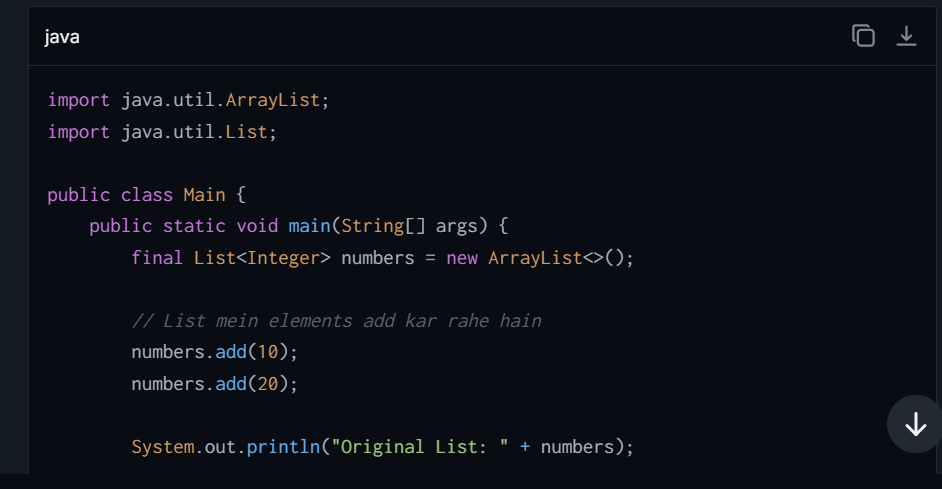 java
import java.util.ArrayList;
import java.util.List;
public class Main {
public static void main(String[] args) {
final List<Integer> numbers = new ArrayList<>();
// List mein elements add kar rahe hain
numbers.add(10);
numbers.add(20);
System.out.println("Original List: " + numbers);